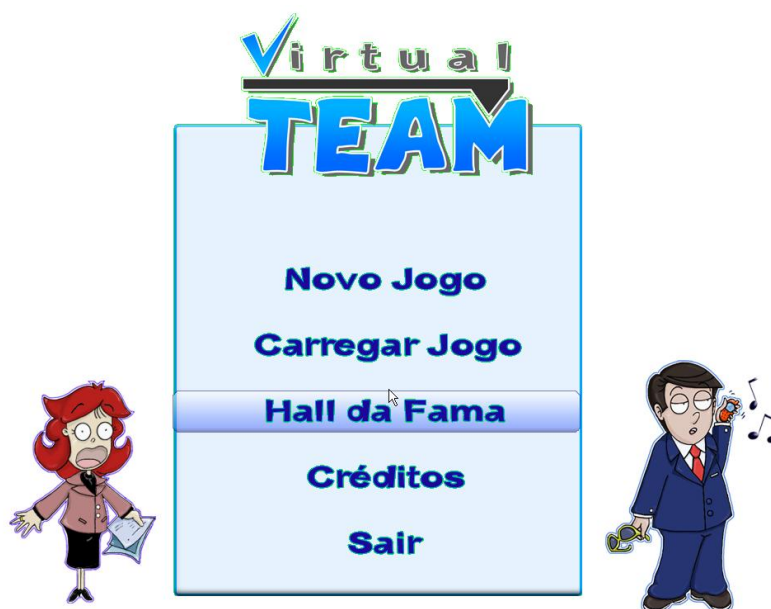 Virtual
TEAM
Novo Jogo
Carregar Jogo
Hall da Fama
Créditos
Sair